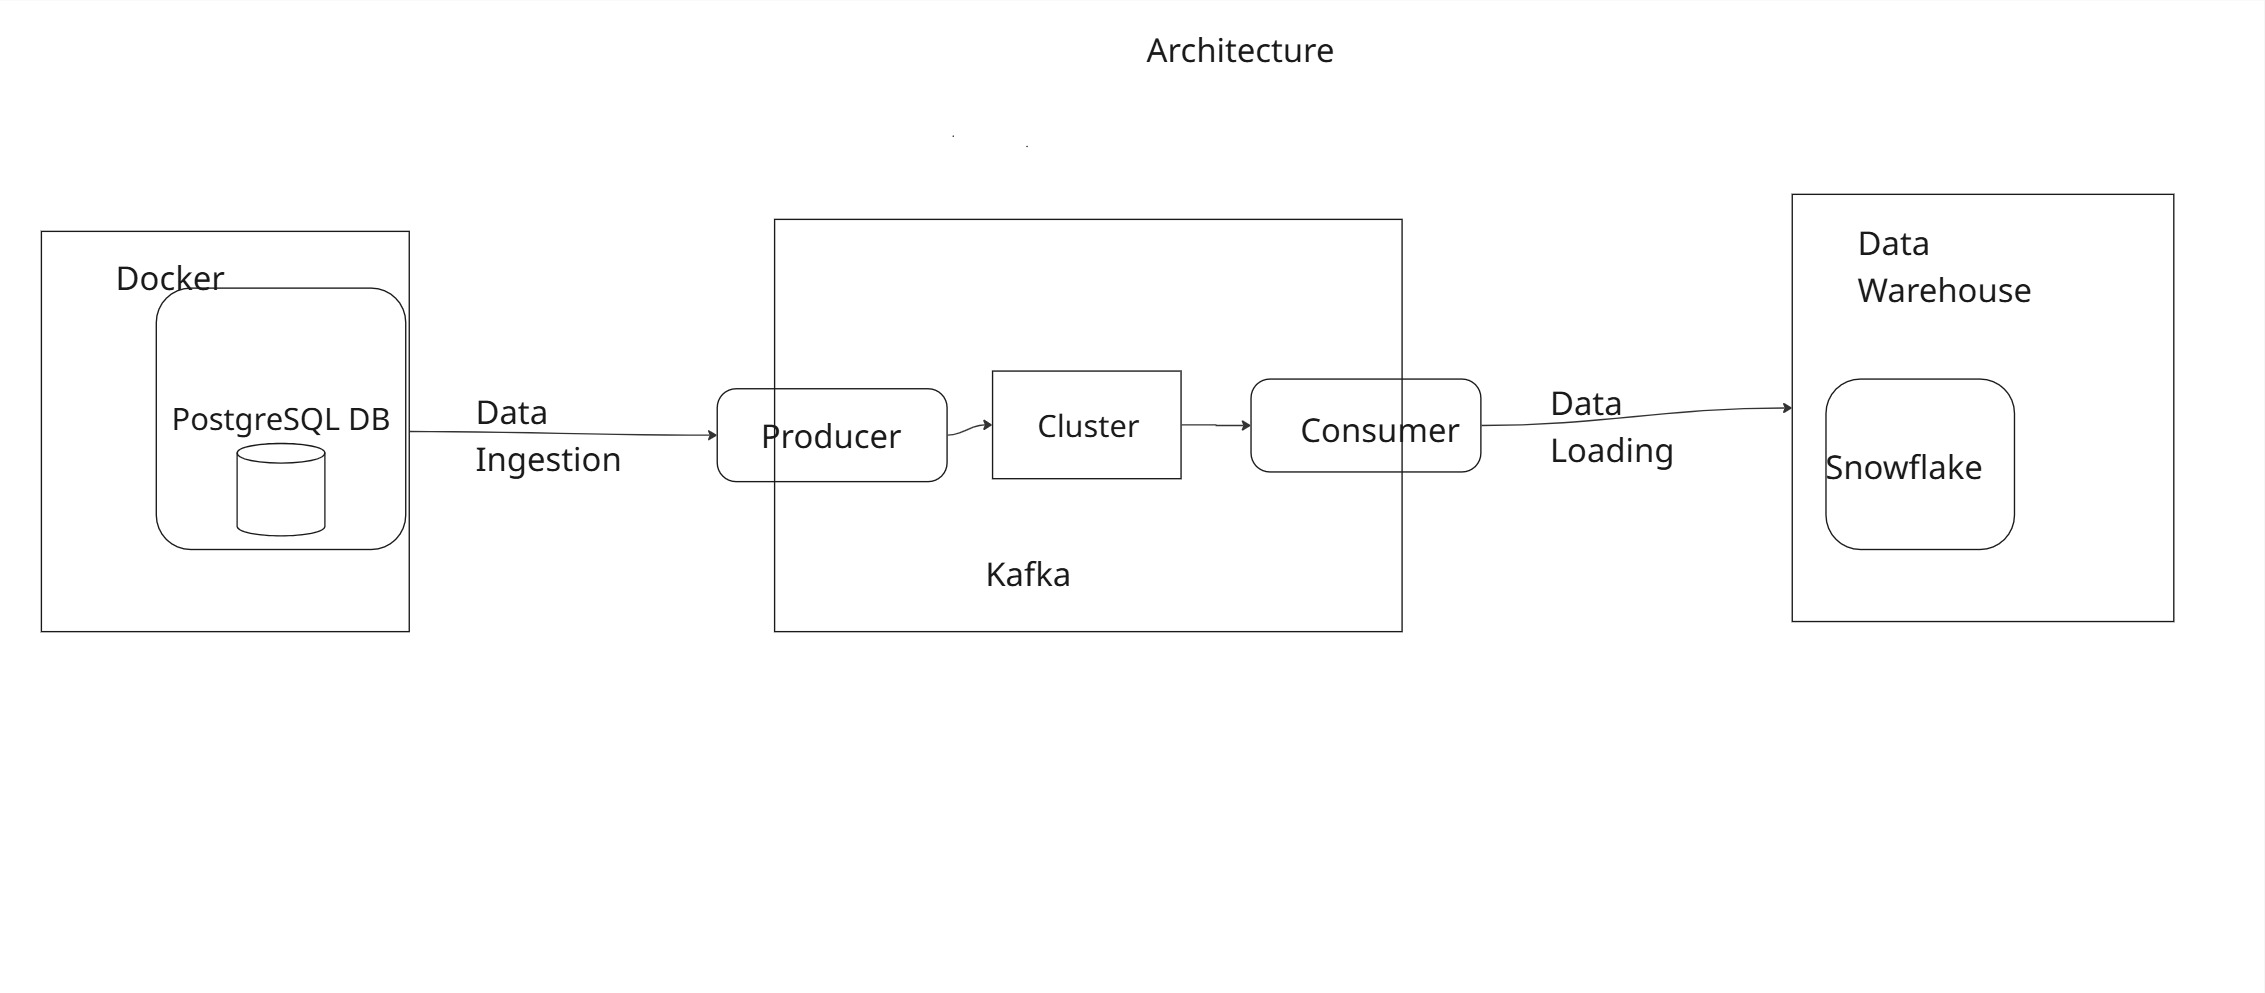 Architecture
Docker
PostgreSQL DB
Data
Ingestion
Producer
Cluster
Consumer
Kafka
Data
Loading
Data
Warehouse
Snowflake